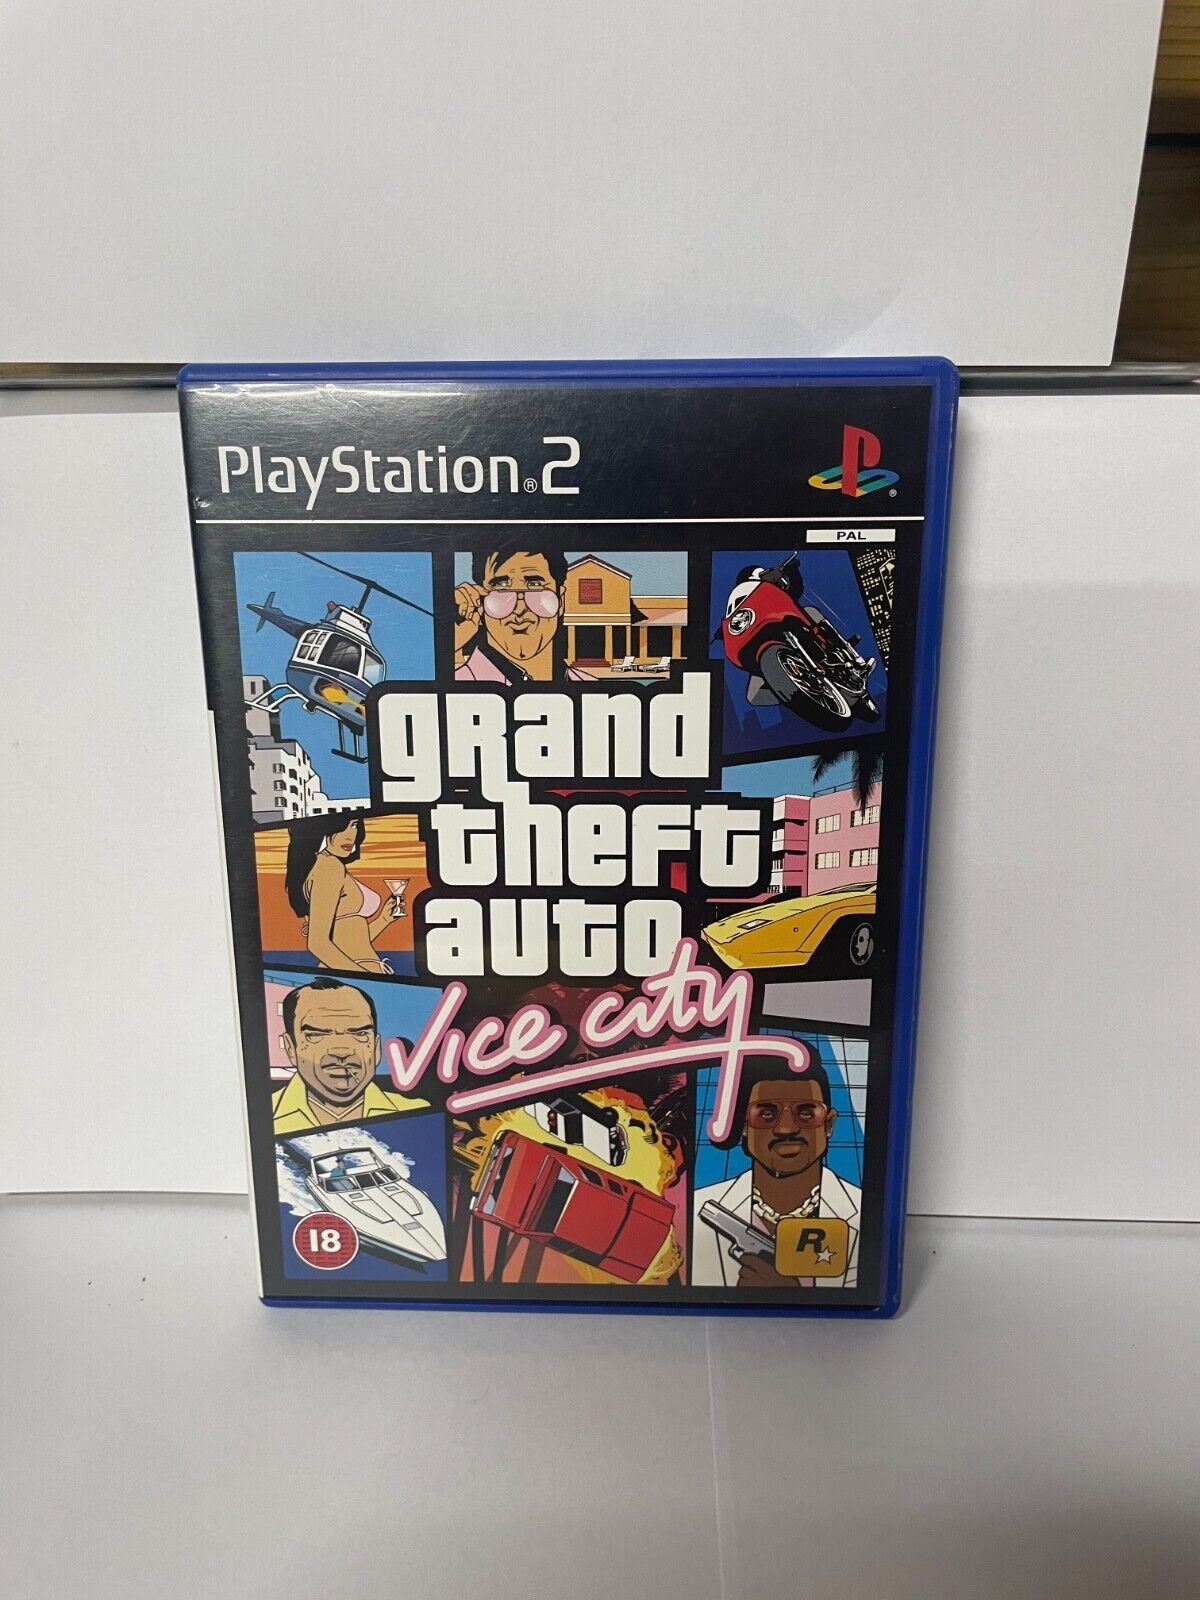 PlayStation®2
PAL
grand
theft
auto
Vice City
18
R